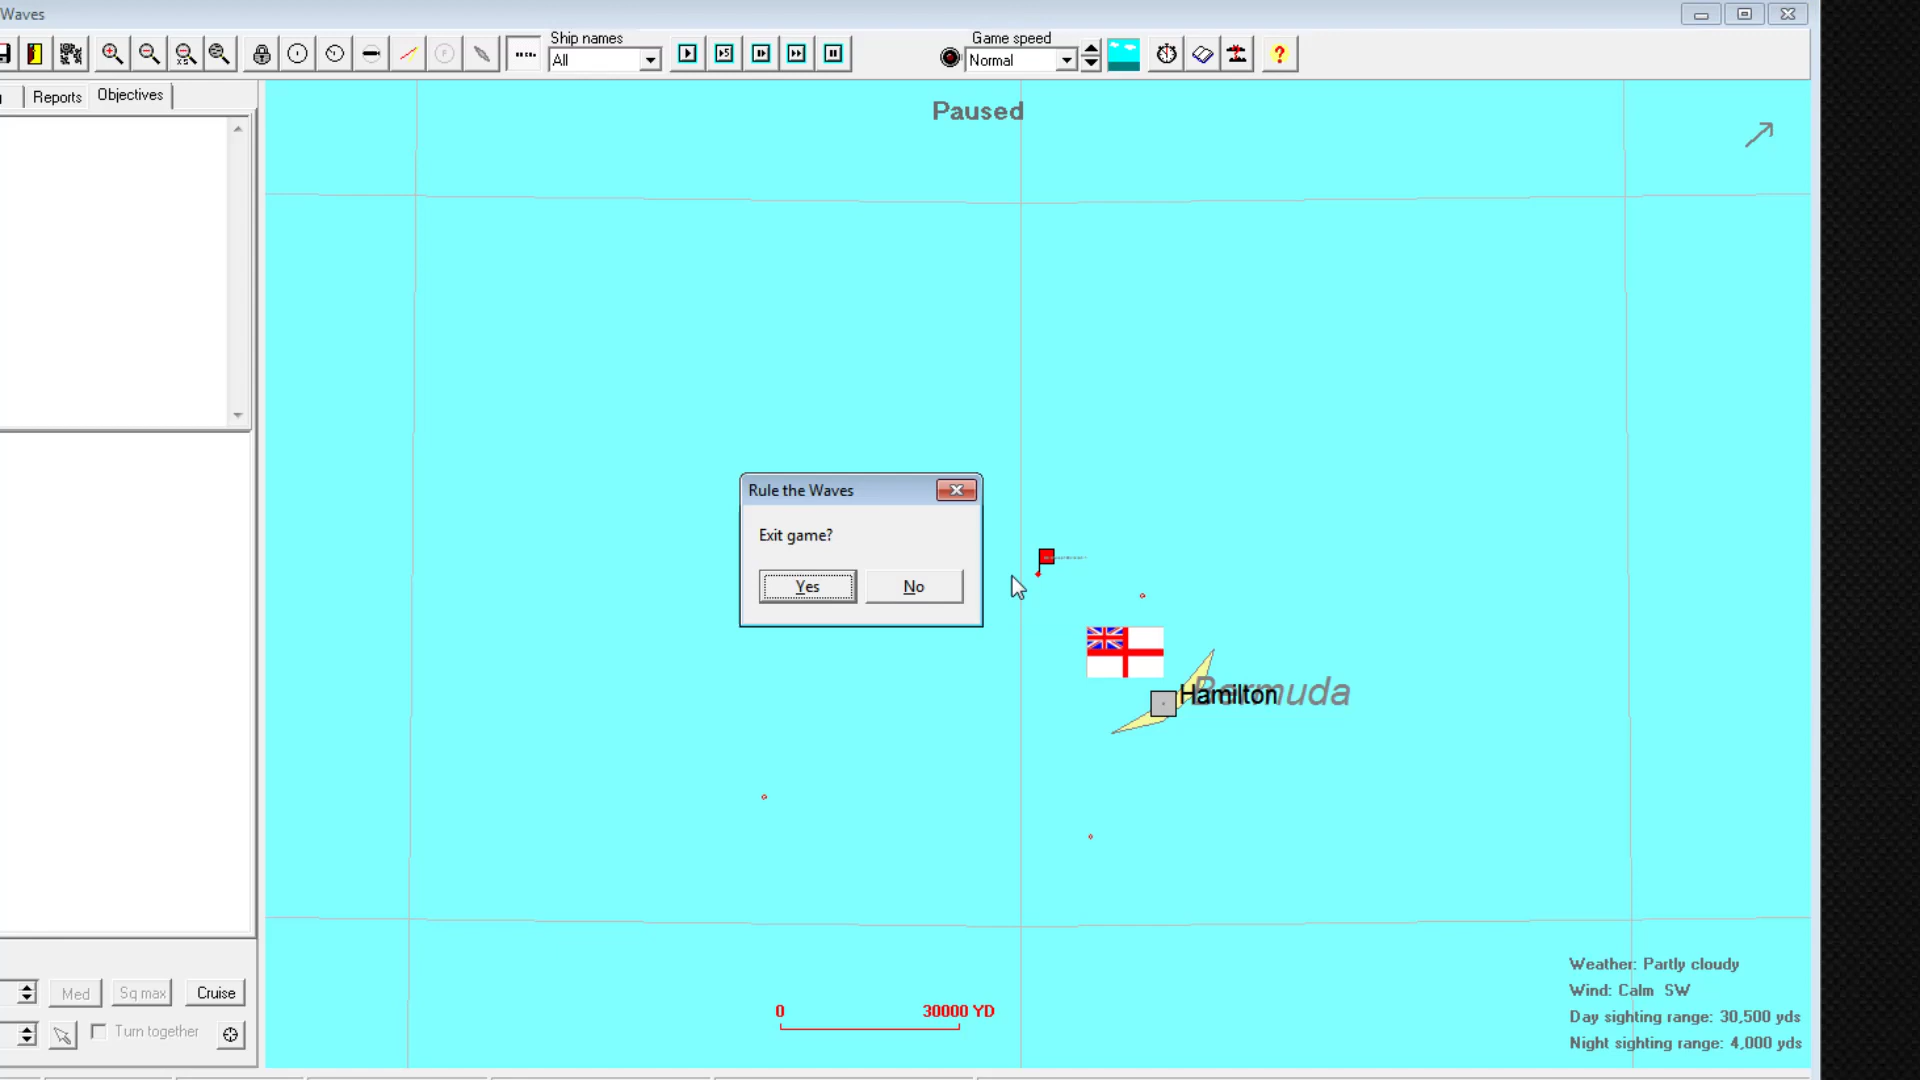 Waves
Ship names
All
Game speed
Normal
?
Reports
Objectives
Paused
Rule the Waves
Exit game?
Yes
No
Hamilton
Bermuda
Med
Sq max
Cruise
Turn together
0
30000 YD
Weather: Partly cloudy
Wind: Calm SW
Day sighting range: 30,500 yds
Night sighting range: 4,000 yds